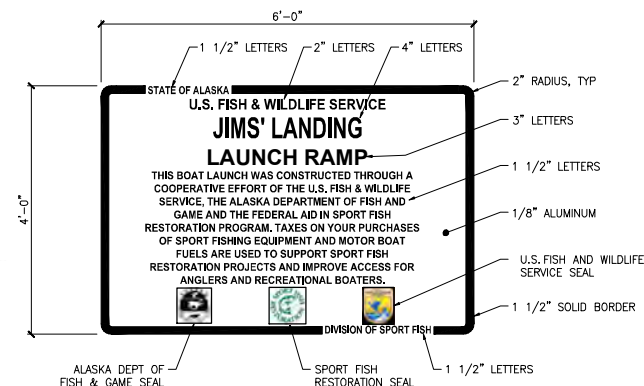 6'-0"
1 1/2" LETTERS
2" LETTERS
4" LETTERS
STATE OF ALASKA
2" RADIUS, TYP
U.S. FISH & WILDLIFE SERVICE
JIMS' LANDING
3" LETTERS
LAUNCH RAMP
THIS BOAT LAUNCH WAS CONSTRUCTED THROUGH A
COOPERATIVE EFFORT OF THE U.S. FISH & WILDLIFE
SERVICE, THE ALASKA DEPARTMENT OF FISH AND
GAME AND THE FEDERAL AID IN SPORT FISH
RESTORATION PROGRAM. TAXES ON YOUR PURCHASES
OF SPORT FISHING EQUIPMENT AND MOTOR BOAT
FUELS ARE USED TO SUPPORT SPORT FISH
RESTORATION PROJECTS AND IMPROVE ACCESS FOR
ANGLERS AND RECREATIONAL BOATERS.
1 1/2" LETTERS
4'-0"
1/8" ALUMINUM
U.S. FISH AND WILDLIFE
SERVICE SEAL
1 1/2" SOLID BORDER
DIVISION OF SPORT FISH
ALASKA DEPT OF
FISH & GAME SEAL
SPORT FISH
RESTORATION SEAL
1 1/2" LETTERS